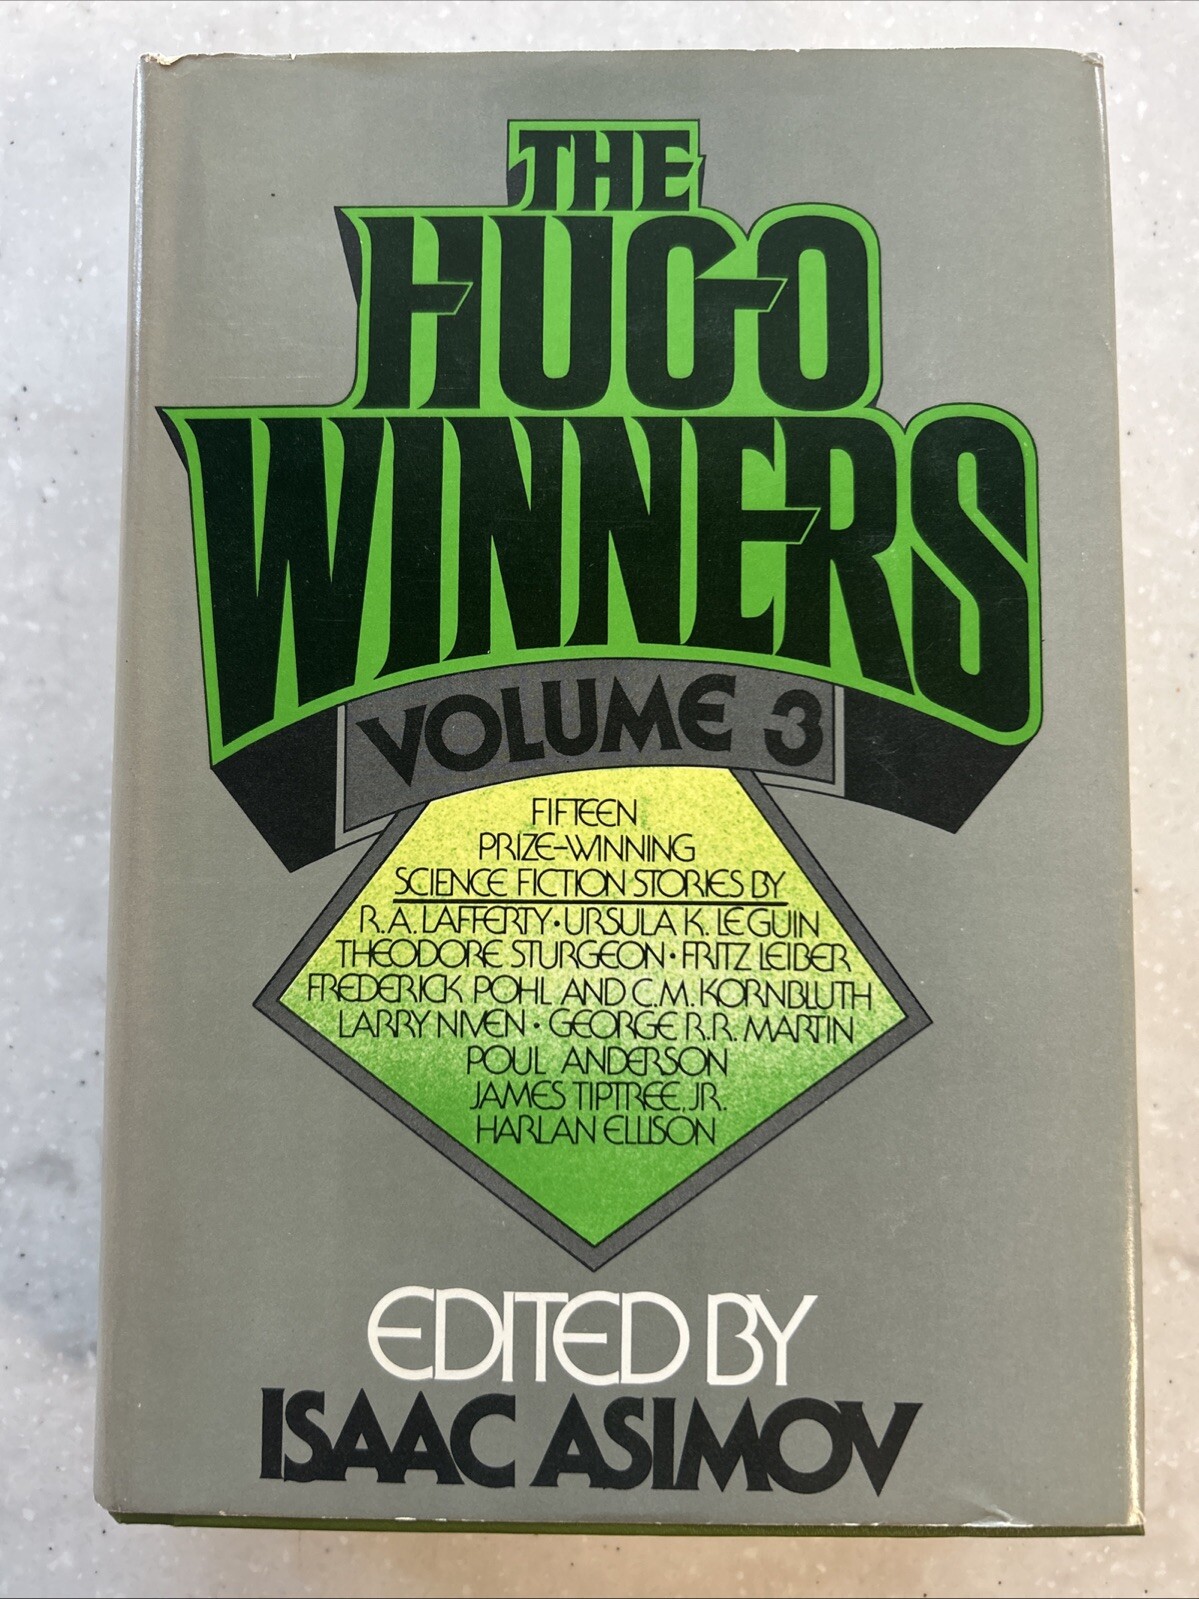 THE
HUGO
WINNERS
VOLUME 3
FIFTEEN
PRIZE-WINNING
SCIENCE FICTION STORIES BY
R.A. LAFFERTY • URSULA K. LE GUIN
THEODORE STURGEON • FRITZ LEIBER
FREDERICK POHL AND C.M. KORNBLUTH
LARRY NIVEN • GEORGE R.R. MARTIN
POUL ANDERSON
JAMES TIPTREE, JR.
HARLAN ELLISON
EDITED BY
ISAAC ASIMOV